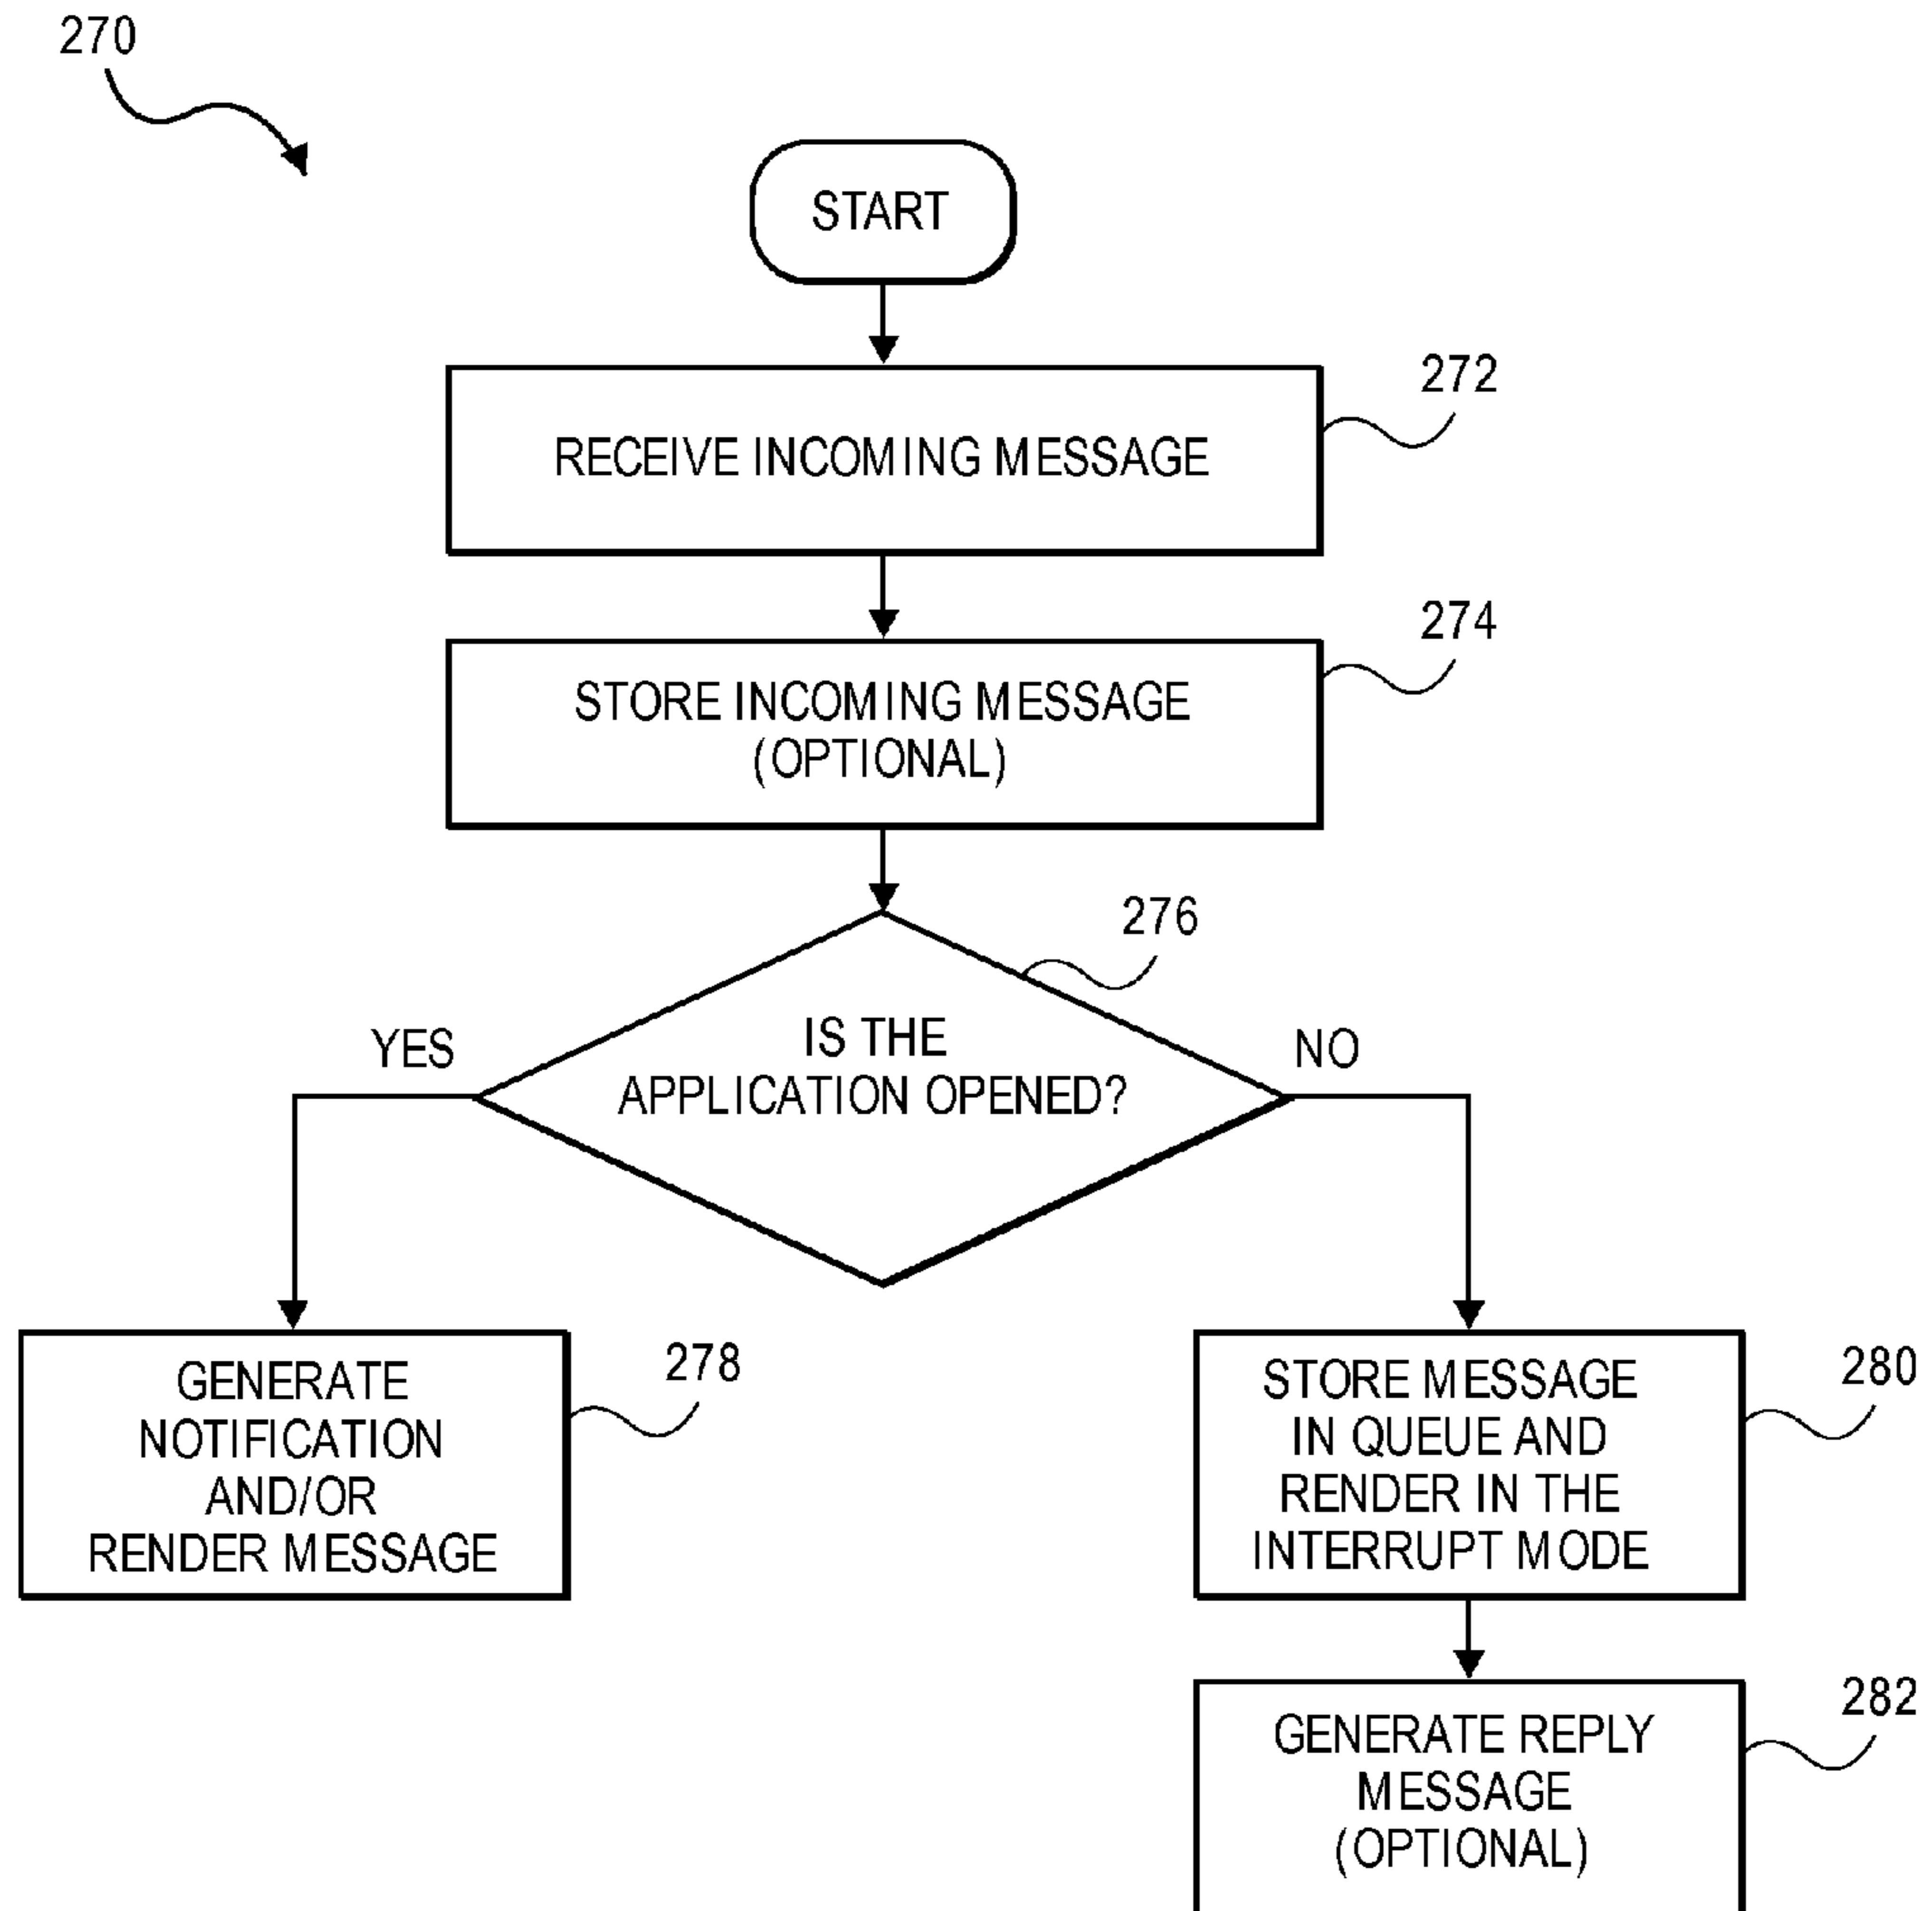 270
START
RECEIVE INCOMING MESSAGE
272
STORE INCOMING MESSAGE
(OPTIONAL)
274
276
IS THE
APPLICATION OPENED?
YES
NO
GENERATE
NOTIFICATION
AND/OR
RENDER MESSAGE
278
STORE MESSAGE
IN QUEUE AND
RENDER IN THE
INTERRUPT MODE
280
GENERATE REPLY
MESSAGE
(OPTIONAL)
282